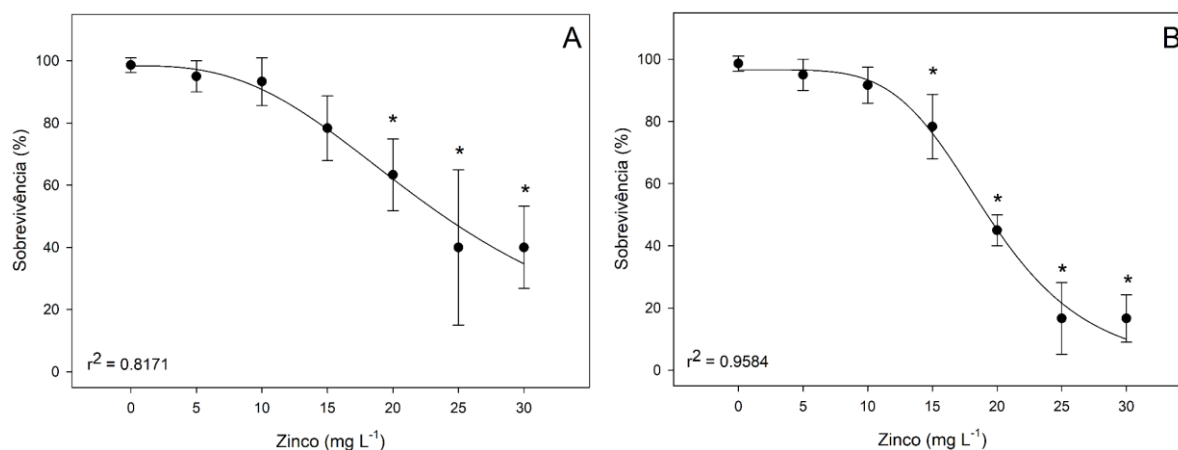 A
Sobrevivência (%)
100
80
60
40
20
0
* * *
r² = 0.8171
0 5 10 15 20 25 30
Zinco (mg L⁻¹)
B
Sobrevivência (%)
100
80
60
40
20
0
* * * *
r² = 0.9584
0 5 10 15 20 25 30
Zinco (mg L⁻¹)